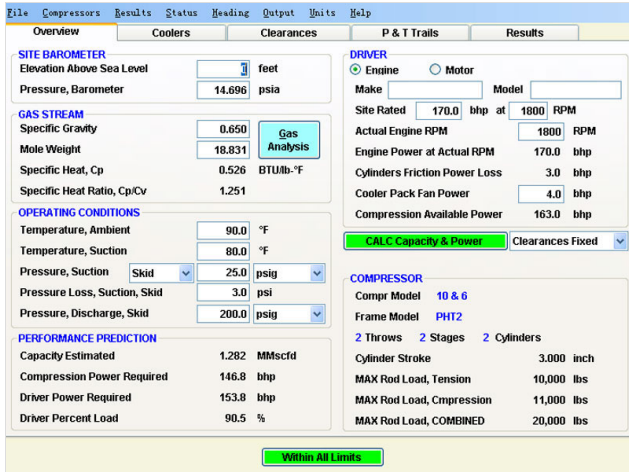 File Compressors Results Status Heading Output Units Help
Overview Coolers Clearances P & T Trails Results
SITE BAROMETER
Elevation Above Sea Level feet
Pressure, Barometer 14.696 psia
GAS STREAM
Specific Gravity 0.650
Mole Weight 18.831
Gas
Analysis
Specific Heat, Cp 0.526 BTU/lb-°F
Specific Heat Ratio, Cp/Cv 1.251
OPERATING CONDITIONS
Temperature, Ambient 90.0 °F
Temperature, Suction 80.0 °F
Pressure, Suction Skid 25.0 psig
Pressure Loss, Suction, Skid 3.0 psi
Pressure, Discharge, Skid 200.0 psig
PERFORMANCE PREDICTION
Capacity Estimated 1.282 MMscfd
Compression Power Required 146.8 bhp
Driver Power Required 153.8 bhp
Driver Percent Load 90.5 %
DRIVER
Engine Motor
Make Model
Site Rated 170.0 bhp at 1800 RPM
Actual Engine RPM 1800 RPM
Engine Power at Actual RPM 170.0 bhp
Cylinders Friction Power Loss 3.0 bhp
Cooler Pack Fan Power 4.0 bhp
Compression Available Power 163.0 bhp
CALC Capacity & Power Clearances Fixed
COMPRESSOR
Compr Model 10 & 6
Frame Model PHT2
2 Throws 2 Stages 2 Cylinders
Cylinder Stroke 3.000 inch
MAX Rod Load, Tension 10,000 lbs
MAX Rod Load, Cmpression 11,000 lbs
MAX Rod Load, COMBINED 20,000 lbs
Within All Limits